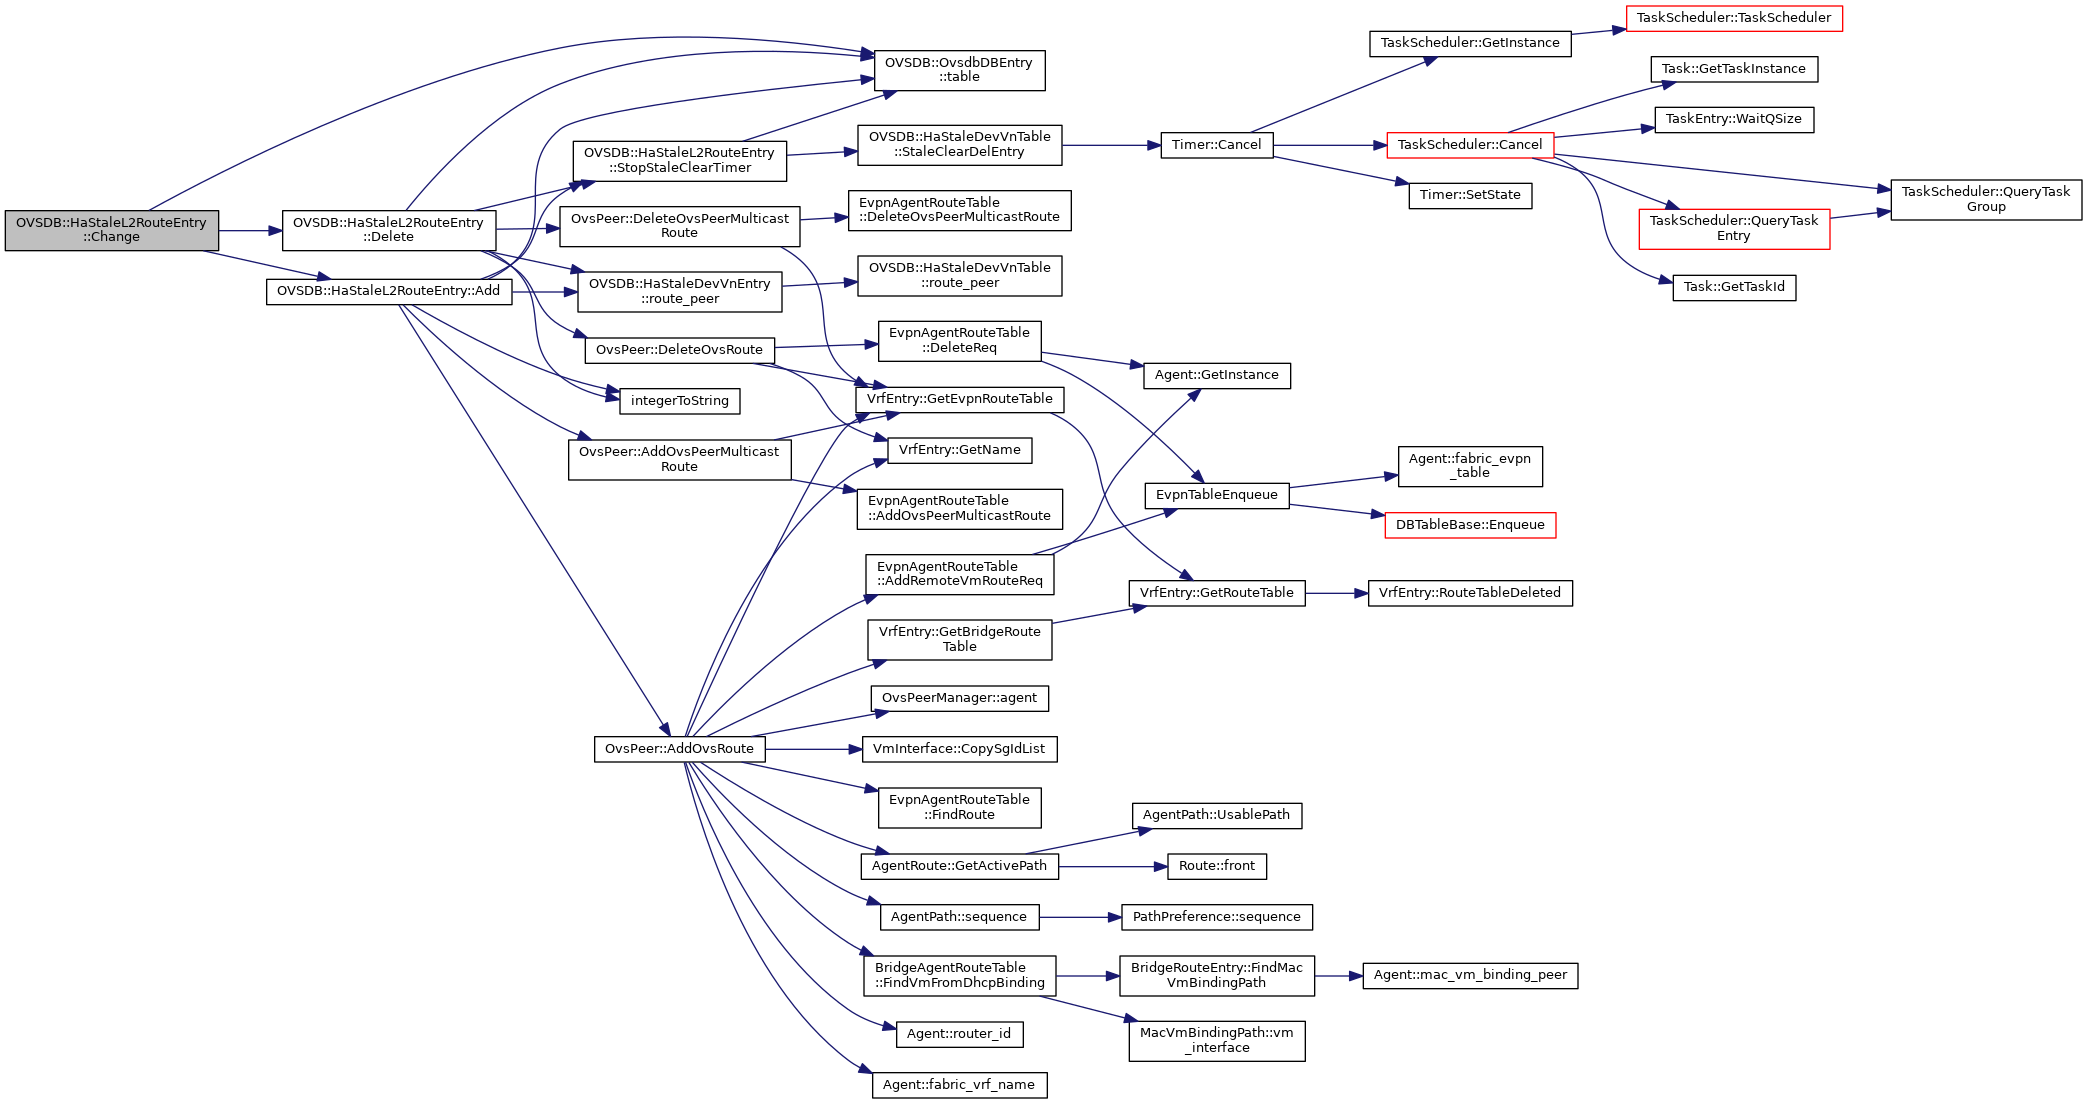 OVSDB::HaStaleL2RouteEntry
::Change
OVSDB::HaStaleL2RouteEntry
::Delete
OVSDB::HaStaleL2RouteEntry::Add
OVSDB::OvsdbDBEntry
::table
OVSDB::HaStaleL2RouteEntry
::StopStaleClearTimer
OVSDB::HaStaleDevVnTable
::StaleClearDelEntry
OvsPeer::DeleteOvsPeerMulticast
Route
EvpnAgentRouteTable
::DeleteOvsPeerMulticastRoute
OVSDB::HaStaleDevVnEntry
::route_peer
OVSDB::HaStaleDevVnTable
::route_peer
OvsPeer::DeleteOvsRoute
EvpnAgentRouteTable
::DeleteReq
integerToString
VrfEntry::GetEvpnRouteTable
OvsPeer::AddOvsPeerMulticast
Route
VrfEntry::GetName
EvpnAgentRouteTable
::AddOvsPeerMulticastRoute
EvpnAgentRouteTable
::AddRemoteVmRouteReq
VrfEntry::GetBridgeRoute
Table
OvsPeerManager::agent
OvsPeer::AddOvsRoute
VmInterface::CopySgIdList
EvpnAgentRouteTable
::FindRoute
AgentRoute::GetActivePath
AgentPath::sequence
BridgeAgentRouteTable
::FindVmFromDhcpBinding
Agent::router_id
Agent::fabric_vrf_name
Timer::Cancel
TaskScheduler::GetInstance
TaskScheduler::TaskScheduler
TaskScheduler::Cancel
Timer::SetState
Task::GetTaskInstance
TaskEntry::WaitQSize
TaskScheduler::QueryTask
Group
TaskScheduler::QueryTask
Entry
Task::GetTaskId
Agent::GetInstance
EvpnTableEnqueue
Agent::fabric_evpn
_table
DBTableBase::Enqueue
VrfEntry::GetRouteTable
VrfEntry::RouteTableDeleted
AgentPath::UsablePath
Route::front
PathPreference::sequence
BridgeRouteEntry::FindMac
VmBindingPath
Agent::mac_vm_binding_peer
MacVmBindingPath::vm
_interface